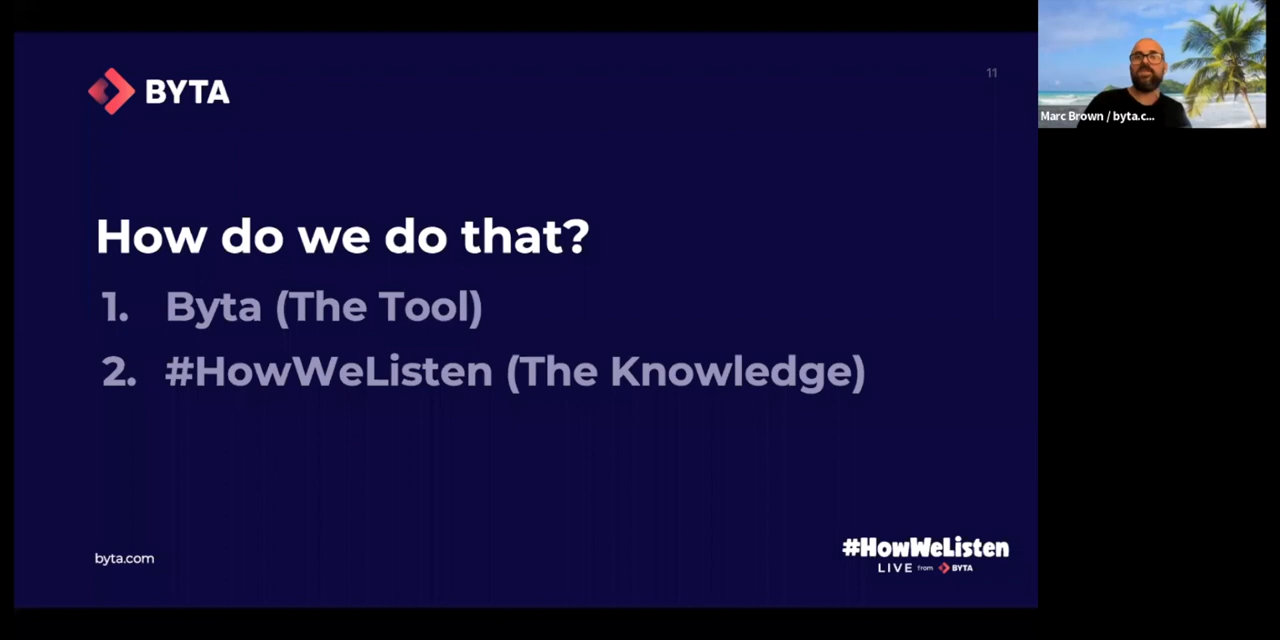 BYTA
11
How do we do that?
1. Byta (The Tool)
2. #HowWeListen (The Knowledge)
byta.com
#HowWeListen
LIVE from BYTA
Marc Brown / byta.c...